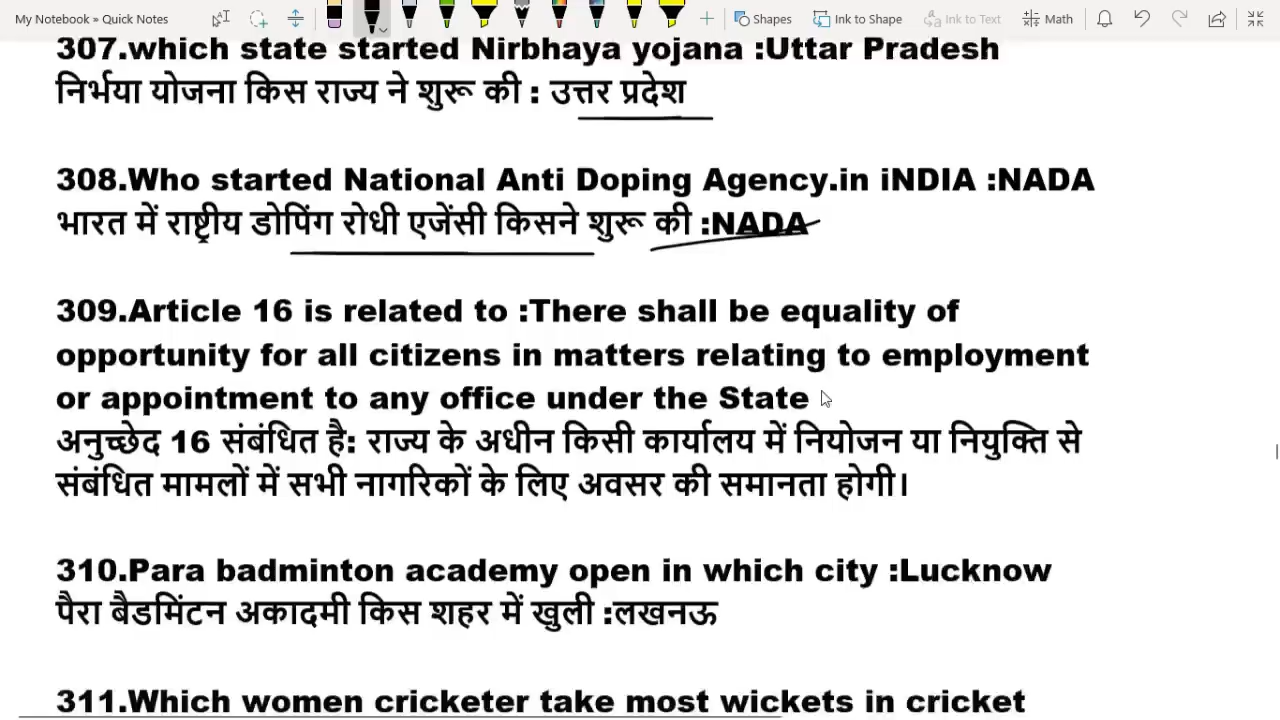 My Notebook » Quick Notes
Shapes
Ink to Shape
Ink to Text
Math
307.which state started Nirbhaya yojana :Uttar Pradesh
निर्भया योजना किस राज्य ने शुरू की : उत्तर प्रदेश
308.Who started National Anti Doping Agency.in iNDIA :NADA
भारत में राष्ट्रीय डोपिंग रोधी एजेंसी किसने शुरू की :NADA
309.Article 16 is related to :There shall be equality of
opportunity for all citizens in matters relating to employment
or appointment to any office under the State
अनुच्छेद 16 संबंधित है: राज्य के अधीन किसी कार्यालय में नियोजन या नियुक्ति से
संबंधित मामलों में सभी नागरिकों के लिए अवसर की समानता होगी।
310.Para badminton academy open in which city :Lucknow
पैरा बैडमिंटन अकादमी किस शहर में खुली :लखनऊ
311.Which women cricketer take most wickets in cricket